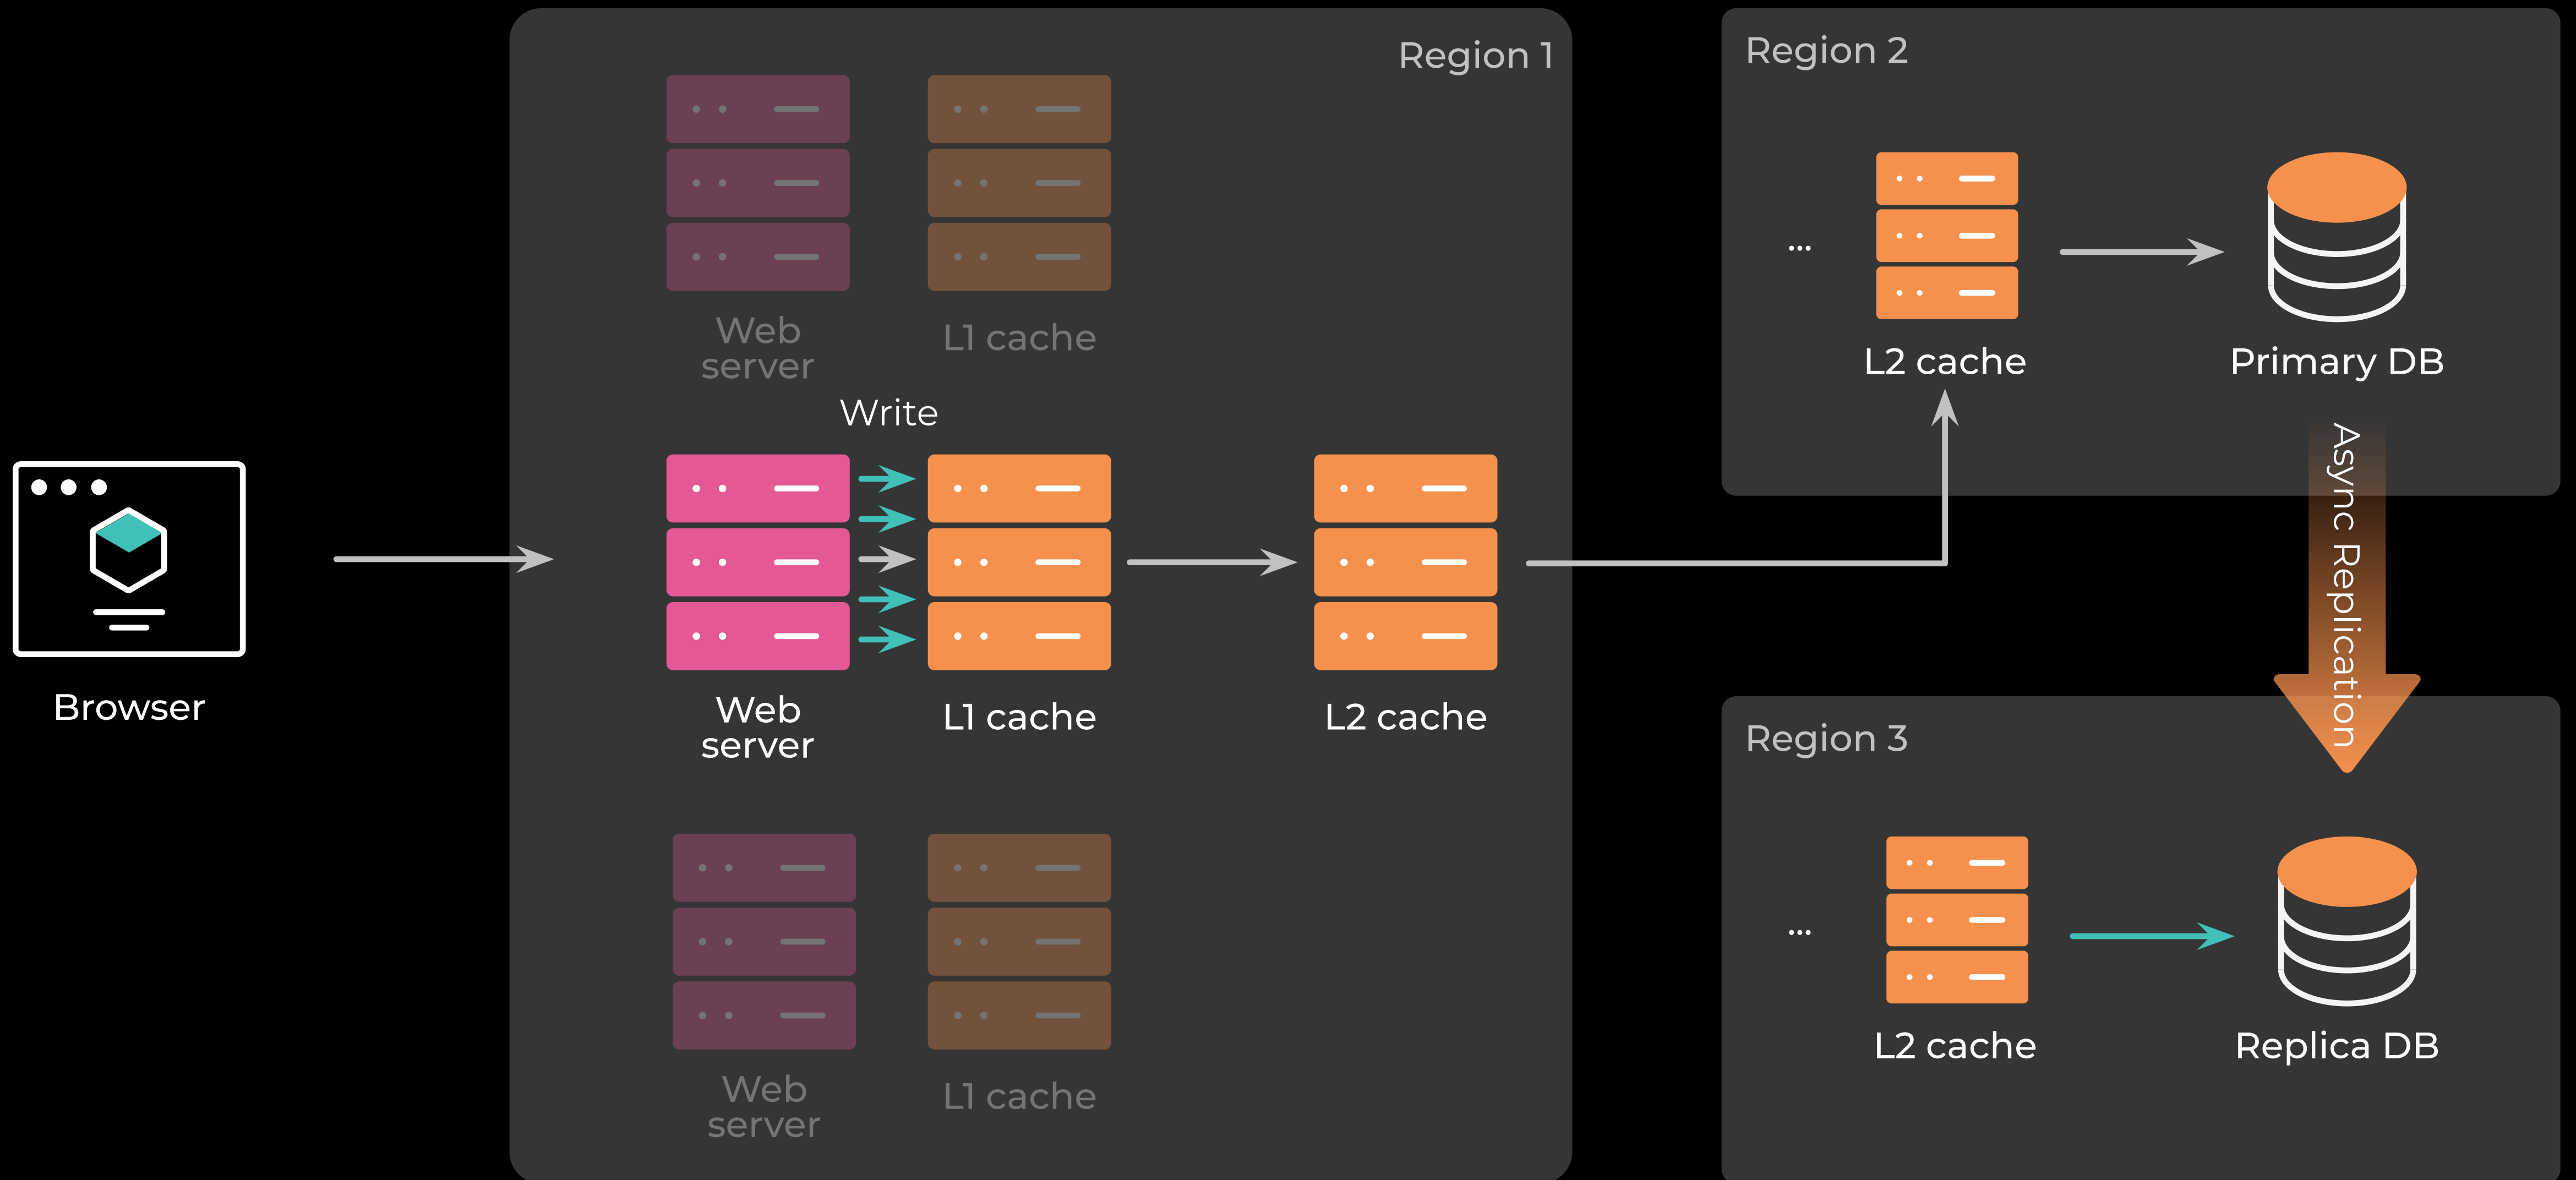 Region 1
Web
server
L1 cache
Write
Browser
Web
server
L1 cache
L2 cache
Web
server
L1 cache
Region 2
...
L2 cache
Primary DB
Async Replication
Region 3
...
L2 cache
Replica DB